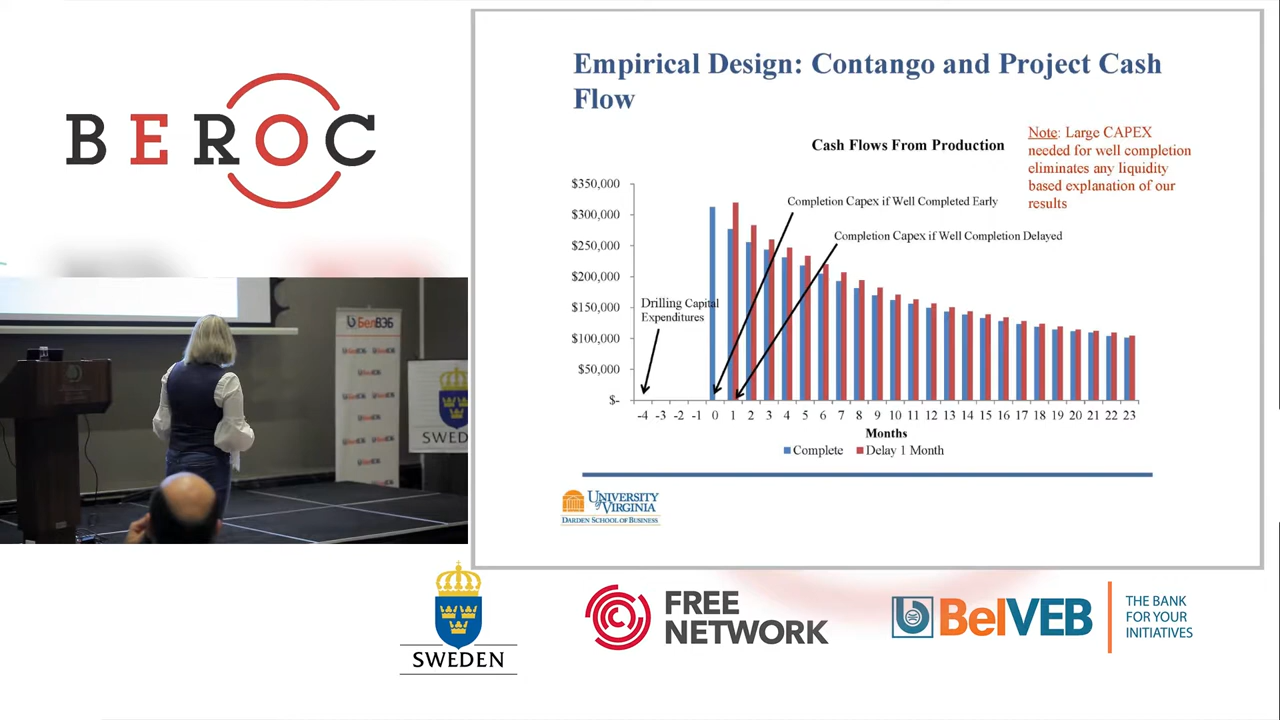 BEROC
Empirical Design: Contango and Project Cash
Flow
Cash Flows From Production
Note: Large CAPEX
needed for well completion
eliminates any liquidity
based explanation of our
results
$350,000
$300,000
$250,000
$200,000
$150,000
$100,000
$50,000
$-
Completion Capex if Well Completed Early
Completion Capex if Well Completion Delayed
Drilling Capital
Expenditures
-4 -3 -2 -1 0 1 2 3 4 5 6 7 8 9 10 11 12 13 14 15 16 17 18 19 20 21 22 23
Months
Complete Delay 1 Month
UNIVERSITY
of VIRGINIA
DARDEN SCHOOL OF BUSINESS
БелВЭБ
SWED
SWEDEN
FREE
NETWORK
BelVEB
THE BANK
FOR YOUR
INITIATIVES